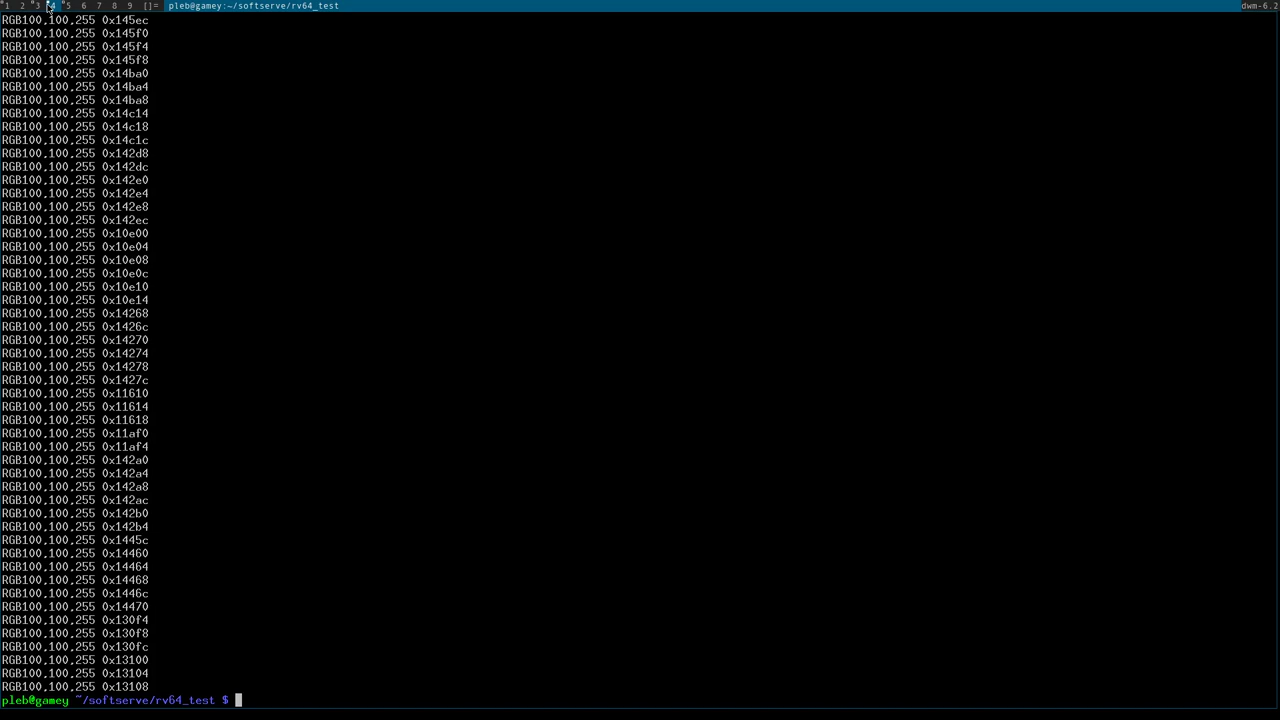 1 2 3 4 5 6 7 8 9 []= pleb@gamey:~/softserve/rv64_test dwm-6.2
RGB100,100,255 0x145ec
RGB100,100,255 0x145f0
RGB100,100,255 0x145f4
RGB100,100,255 0x145f8
RGB100,100,255 0x14ba0
RGB100,100,255 0x14ba4
RGB100,100,255 0x14ba8
RGB100,100,255 0x14c14
RGB100,100,255 0x14c18
RGB100,100,255 0x14c1c
RGB100,100,255 0x142d8
RGB100,100,255 0x142dc
RGB100,100,255 0x142e0
RGB100,100,255 0x142e4
RGB100,100,255 0x142e8
RGB100,100,255 0x142ec
RGB100,100,255 0x10e00
RGB100,100,255 0x10e04
RGB100,100,255 0x10e08
RGB100,100,255 0x10e0c
RGB100,100,255 0x10e10
RGB100,100,255 0x10e14
RGB100,100,255 0x14268
RGB100,100,255 0x1426c
RGB100,100,255 0x14270
RGB100,100,255 0x14274
RGB100,100,255 0x14278
RGB100,100,255 0x1427c
RGB100,100,255 0x11610
RGB100,100,255 0x11614
RGB100,100,255 0x11618
RGB100,100,255 0x11af0
RGB100,100,255 0x11af4
RGB100,100,255 0x142a0
RGB100,100,255 0x142a4
RGB100,100,255 0x142a8
RGB100,100,255 0x142ac
RGB100,100,255 0x142b0
RGB100,100,255 0x142b4
RGB100,100,255 0x1445c
RGB100,100,255 0x14460
RGB100,100,255 0x14464
RGB100,100,255 0x14468
RGB100,100,255 0x1446c
RGB100,100,255 0x14470
RGB100,100,255 0x130f4
RGB100,100,255 0x130f8
RGB100,100,255 0x130fc
RGB100,100,255 0x13100
RGB100,100,255 0x13104
RGB100,100,255 0x13108
pleb@gamey ~/softserve/rv64_test $